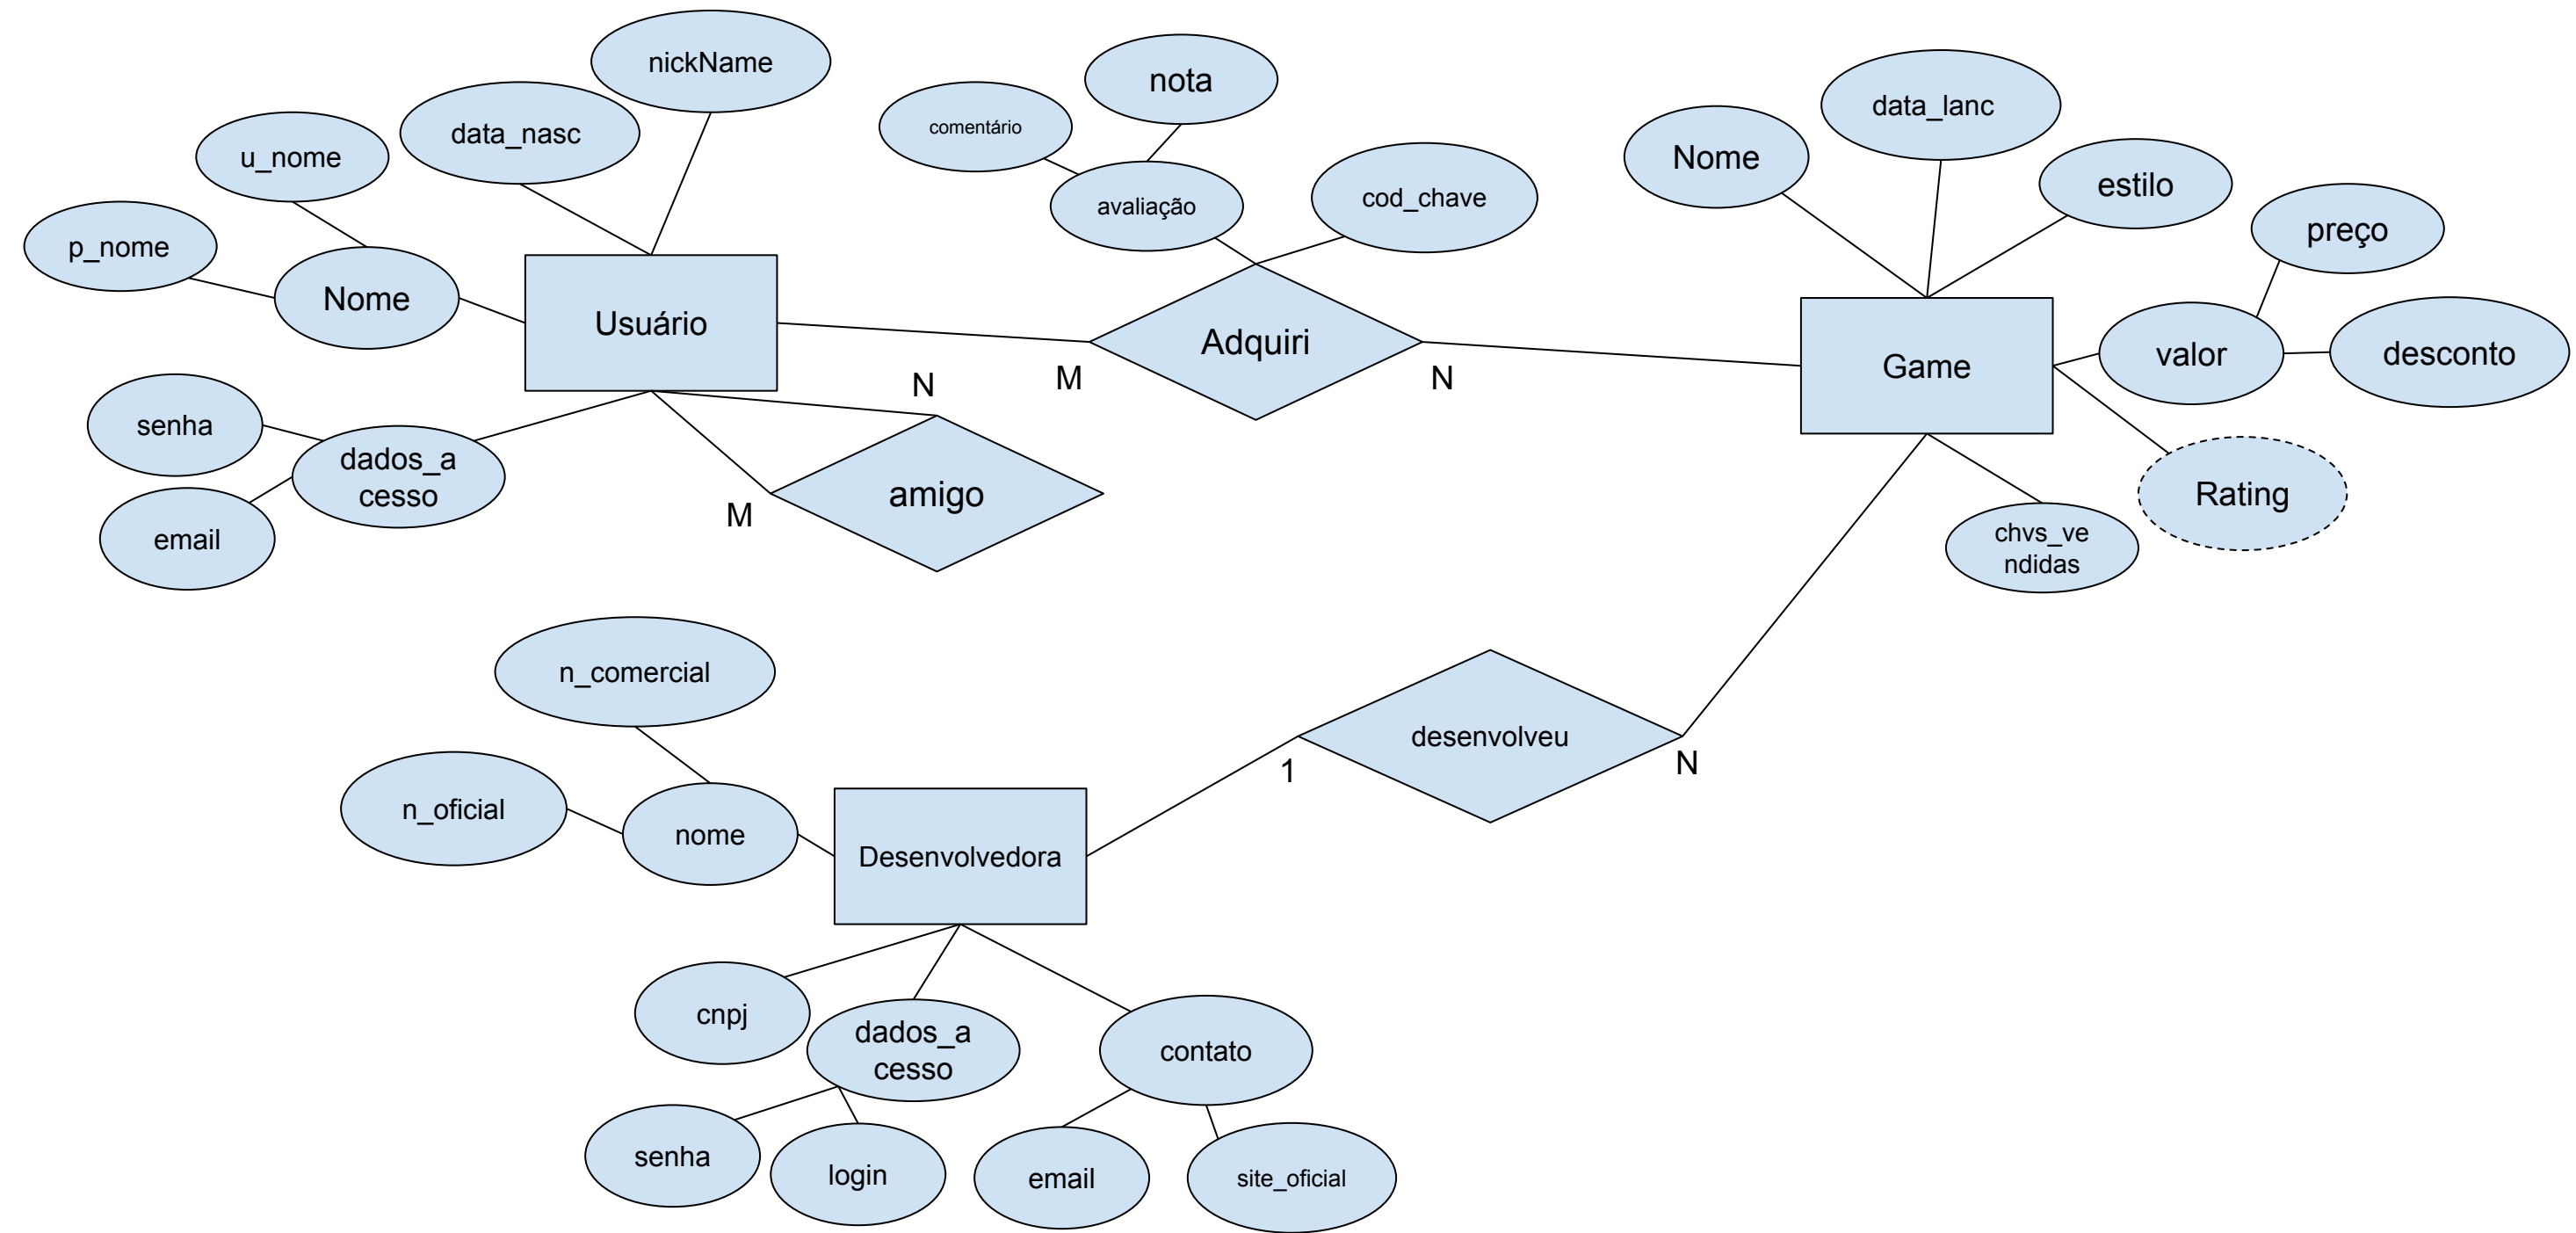 nickName
nota
data_lanc
comentário
data_nasc
u_nome
Nome
estilo
avaliação
cod_chave
p_nome
preço
Nome
Usuário
Adquiri
Game
valor
desconto
M
N
N
senha
dados_a
cesso
amigo
Rating
M
email
chvs_ve
ndidas
n_comercial
desenvolveu
1
N
n_oficial
nome
Desenvolvedora
cnpj
dados_a
cesso
contato
senha
login
email
site_oficial